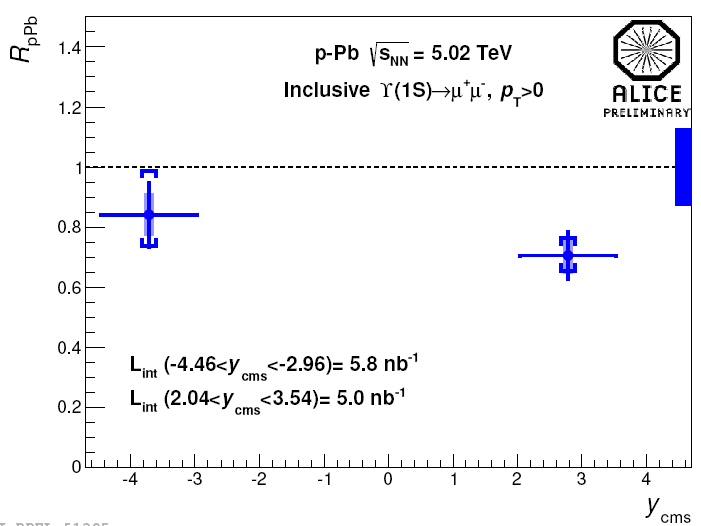 R_pPb
1.4
1.2
1
0.8
0.6
0.4
0.2
0
p-Pb √s_NN = 5.02 TeV
Inclusive ϒ(1S)→μ⁺μ⁻, p_T>0
ALICE
PRELIMINARY
L_int (-4.46<y_cms<-2.96)= 5.8 nb⁻¹
L_int (2.04<y_cms<3.54)= 5.0 nb⁻¹
-4 -3 -2 -1 0 1 2 3 4
y_cms